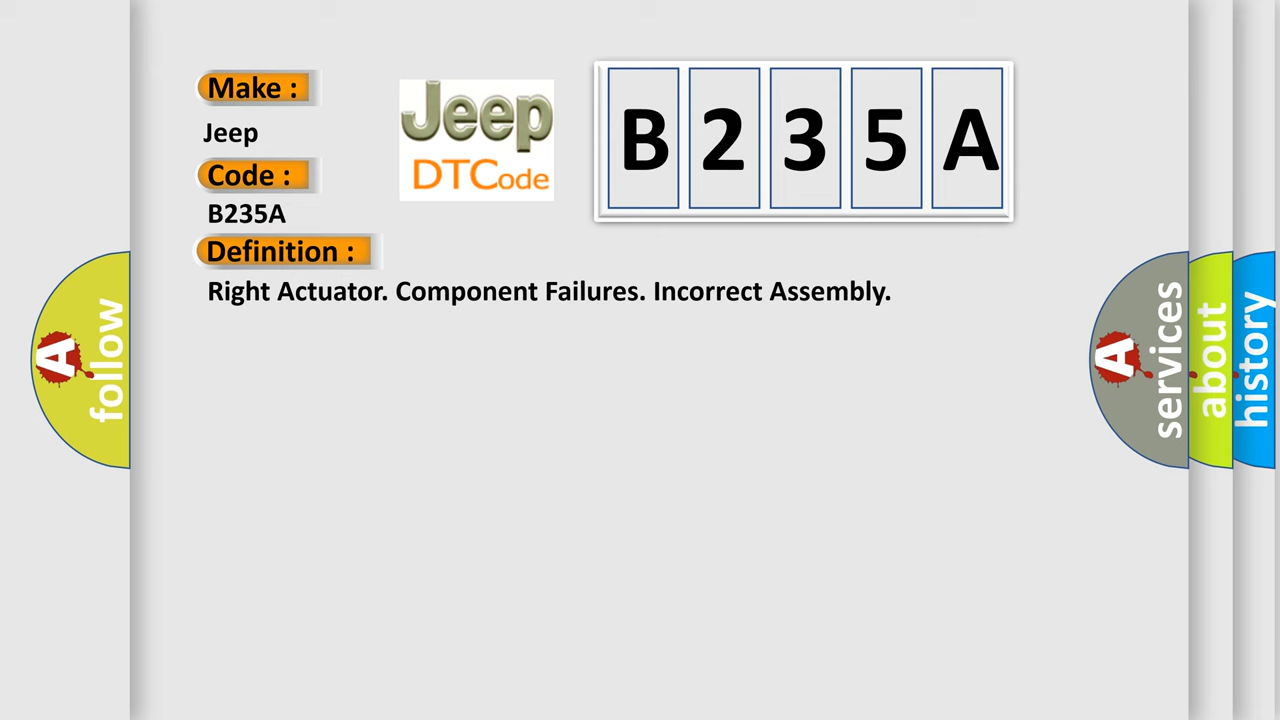 Make :
Jeep
Code :
B235A
Definition :
Right Actuator. Component Failures. Incorrect Assembly.
Jeep
DTCode
B 2 3 5 A
A
follow
A
services
about
history